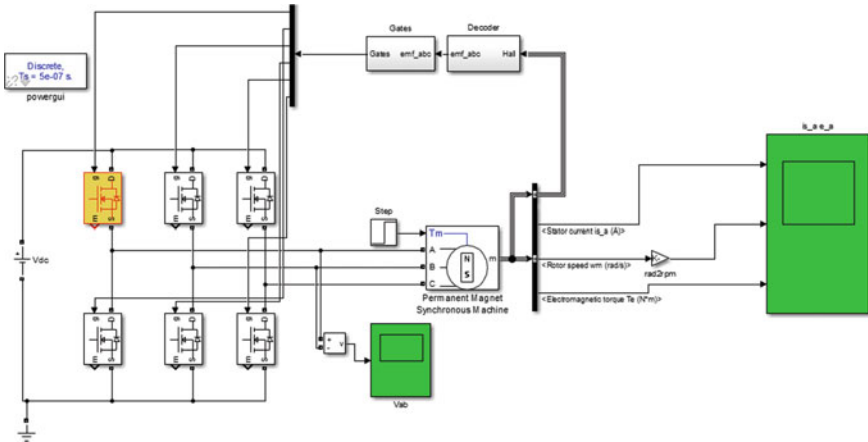 Gates
Decoder
Gates emf_abc
emf_abc Hall
Discrete,
Ts = 5e-07 s.
powergui
is_a e_a
g D
g D
g D
m S
m S
m S
Step
Tm
A
B
C
N
S
m
Permanent Magnet
Synchronous Machine
<Stator current is_a (A)>
<Rotor speed wm (rad/s)>
rad2rpm
<Electromagnetic torque Te (N*m)>
+
Vdc
g D
g D
g D
m S
m S
m S
+
-
v
Vab